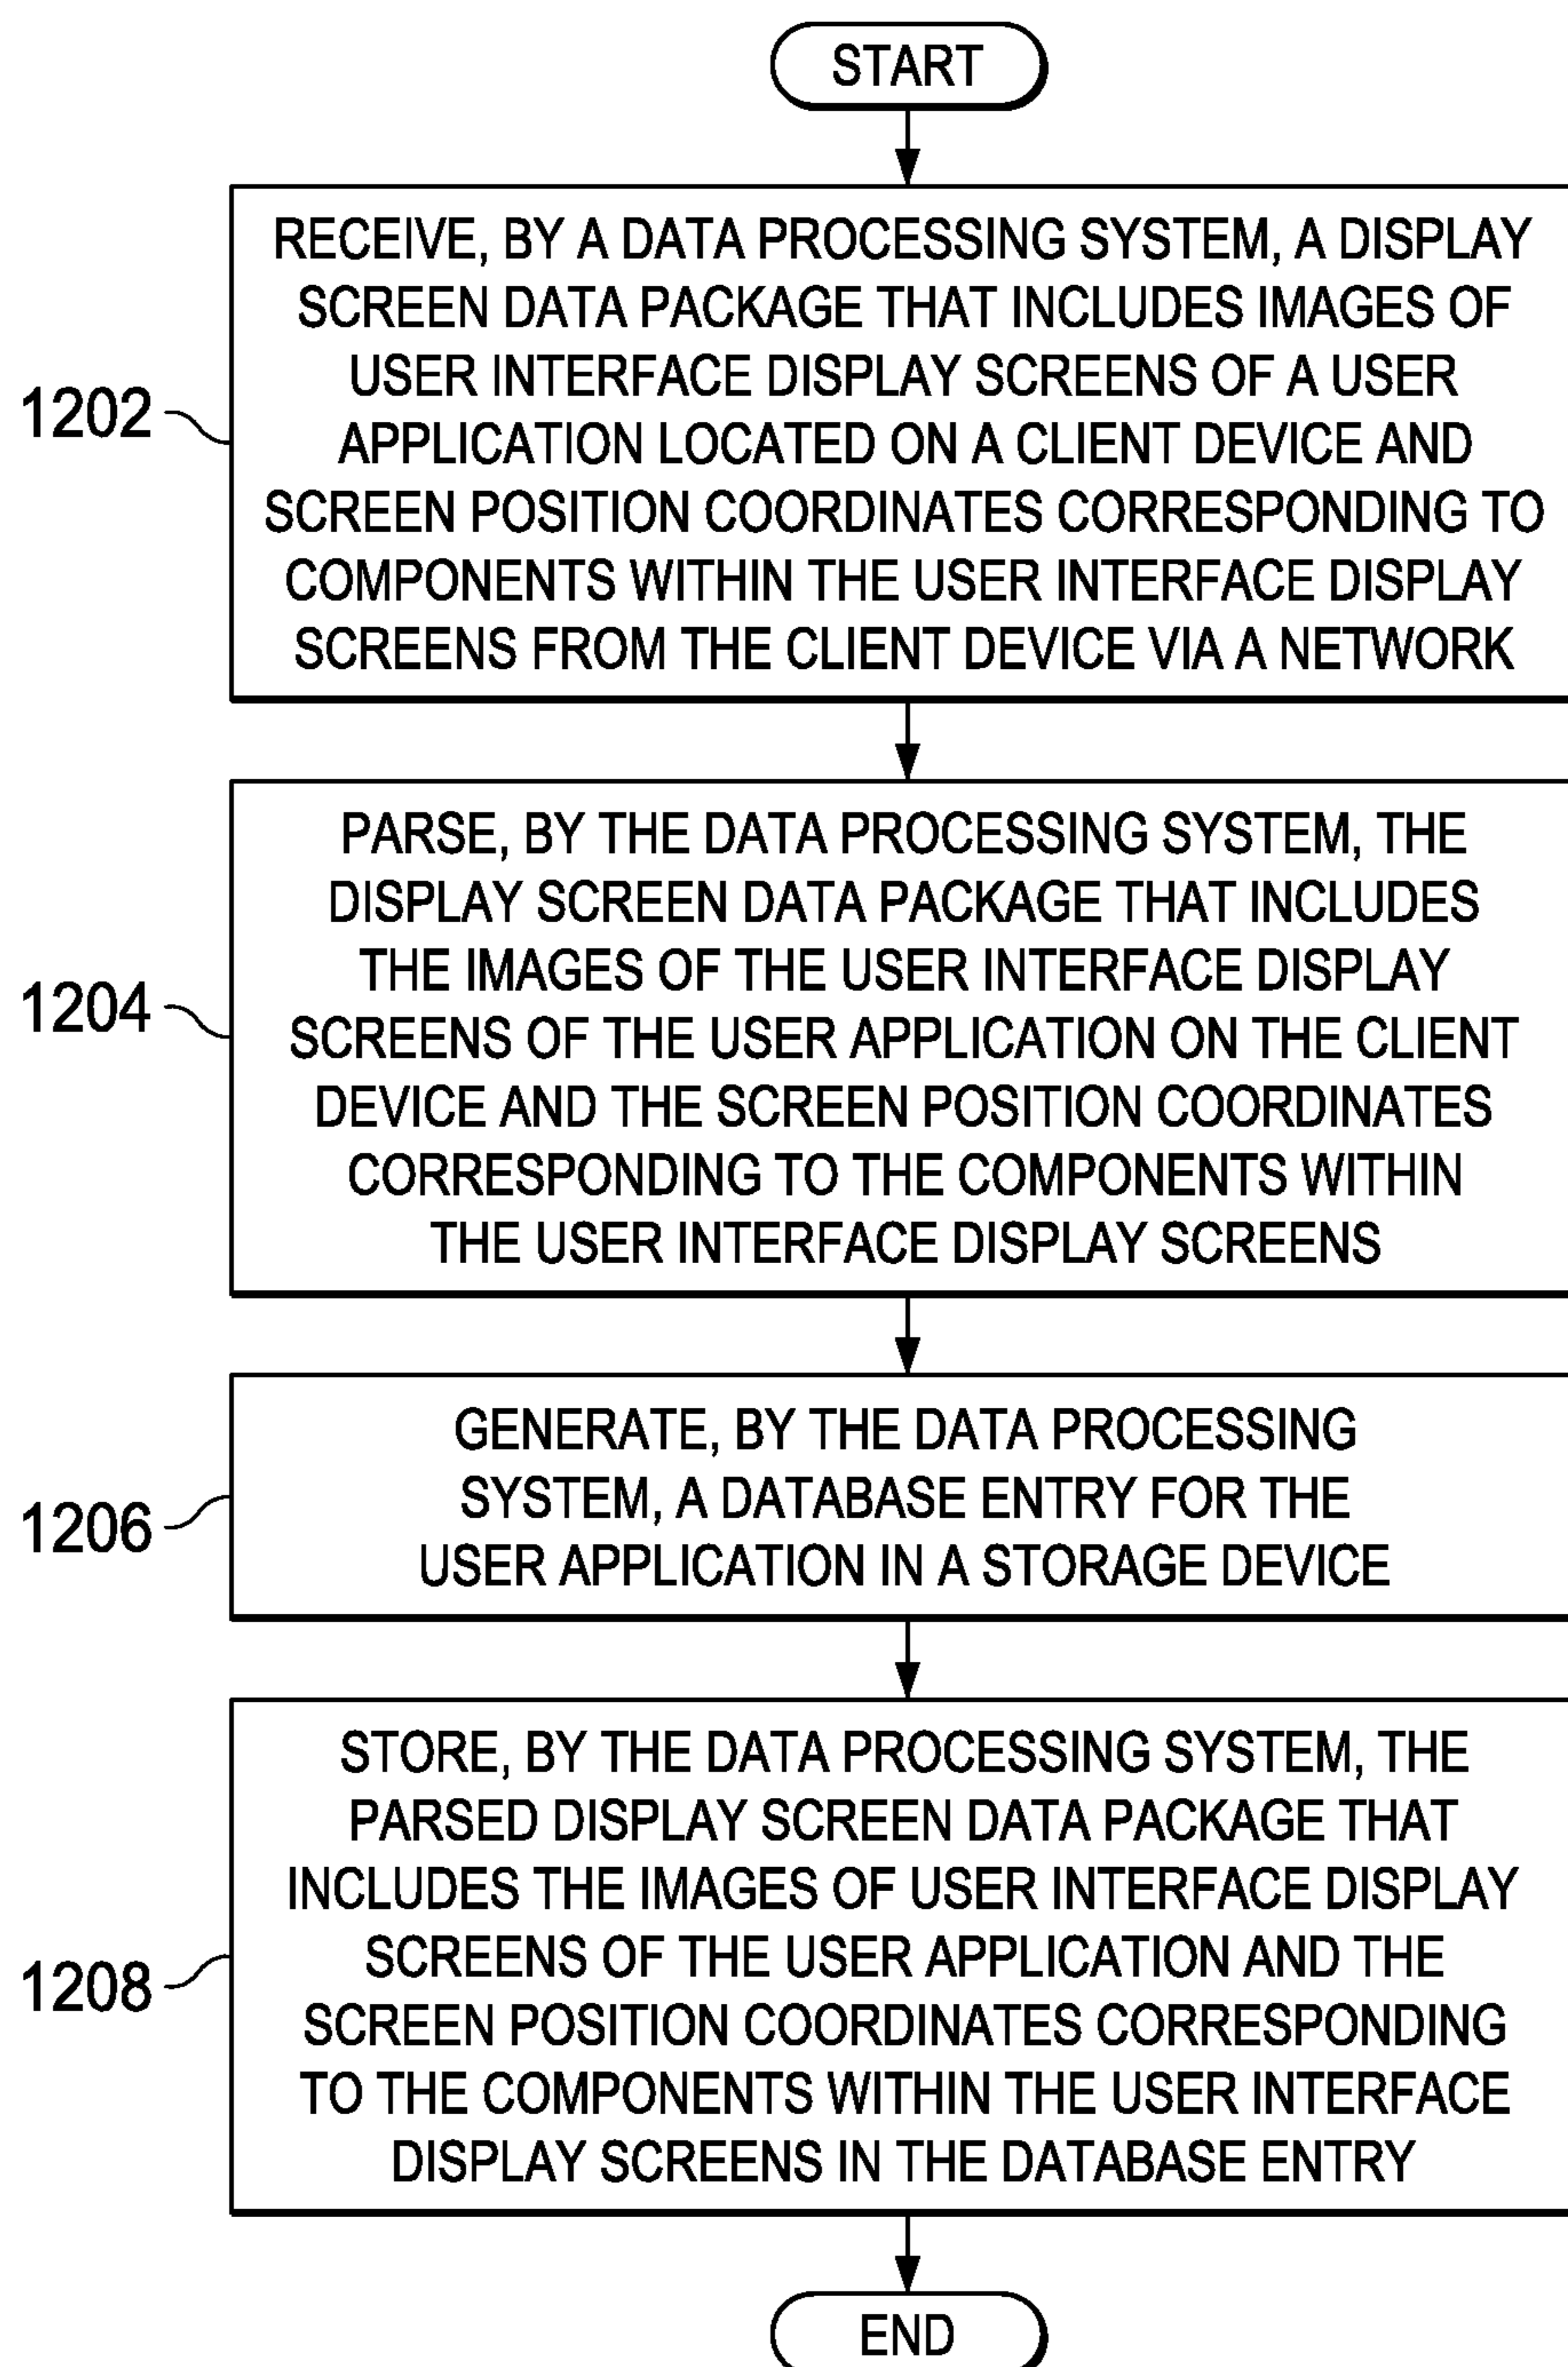 START
RECEIVE, BY A DATA PROCESSING SYSTEM, A DISPLAY
SCREEN DATA PACKAGE THAT INCLUDES IMAGES OF
USER INTERFACE DISPLAY SCREENS OF A USER
APPLICATION LOCATED ON A CLIENT DEVICE AND
SCREEN POSITION COORDINATES CORRESPONDING TO
COMPONENTS WITHIN THE USER INTERFACE DISPLAY
SCREENS FROM THE CLIENT DEVICE VIA A NETWORK
1202
PARSE, BY THE DATA PROCESSING SYSTEM, THE
DISPLAY SCREEN DATA PACKAGE THAT INCLUDES
THE IMAGES OF THE USER INTERFACE DISPLAY
SCREENS OF THE USER APPLICATION ON THE CLIENT
DEVICE AND THE SCREEN POSITION COORDINATES
CORRESPONDING TO THE COMPONENTS WITHIN
THE USER INTERFACE DISPLAY SCREENS
1204
GENERATE, BY THE DATA PROCESSING
SYSTEM, A DATABASE ENTRY FOR THE
USER APPLICATION IN A STORAGE DEVICE
1206
STORE, BY THE DATA PROCESSING SYSTEM, THE
PARSED DISPLAY SCREEN DATA PACKAGE THAT
INCLUDES THE IMAGES OF USER INTERFACE DISPLAY
SCREENS OF THE USER APPLICATION AND THE
SCREEN POSITION COORDINATES CORRESPONDING
TO THE COMPONENTS WITHIN THE USER INTERFACE
DISPLAY SCREENS IN THE DATABASE ENTRY
1208
END